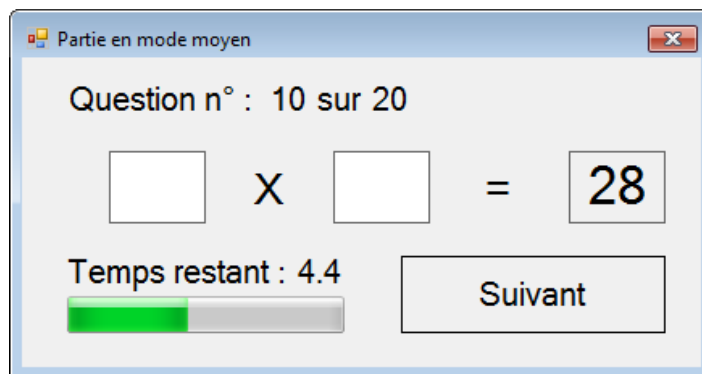 Partie en mode moyen
Question n° : 10 sur 20
X = 28
Temps restant : 4.4
Suivant